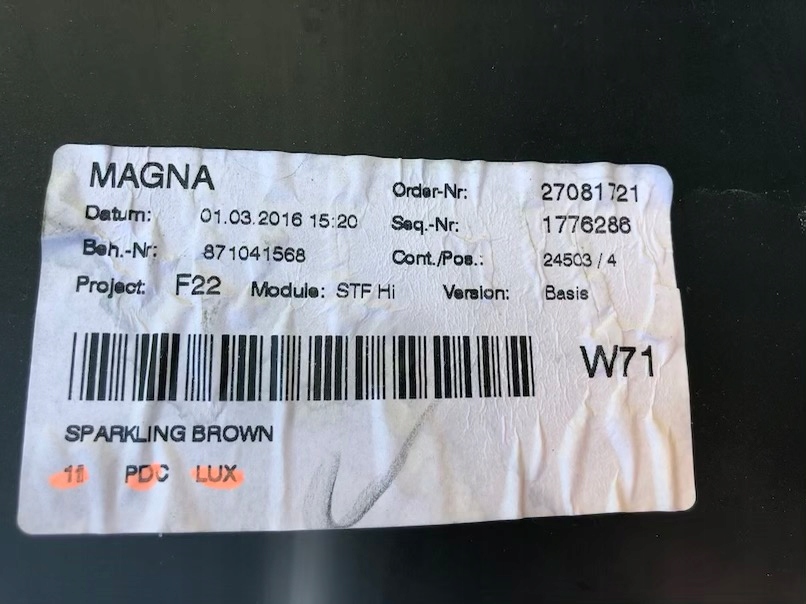 MAGNA
Order-Nr: 27081721
Datum: 01.03.2016 15:20
Seq.-Nr: 1776286
Beh.-Nr: 871041568
Cont./Pos.: 24503 / 4
Project: F22 Module: STF Hi Version: Basis
W71
SPARKLING BROWN
11 PDC LUX